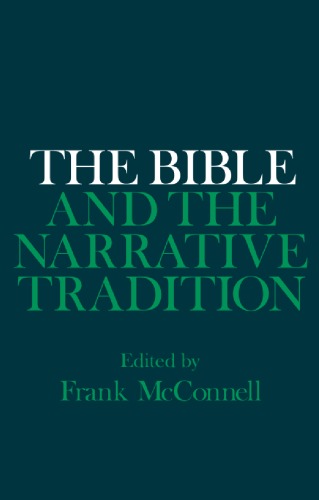 THE BIBLE
AND THE
NARRATIVE
TRADITION
Edited by
Frank McConnell